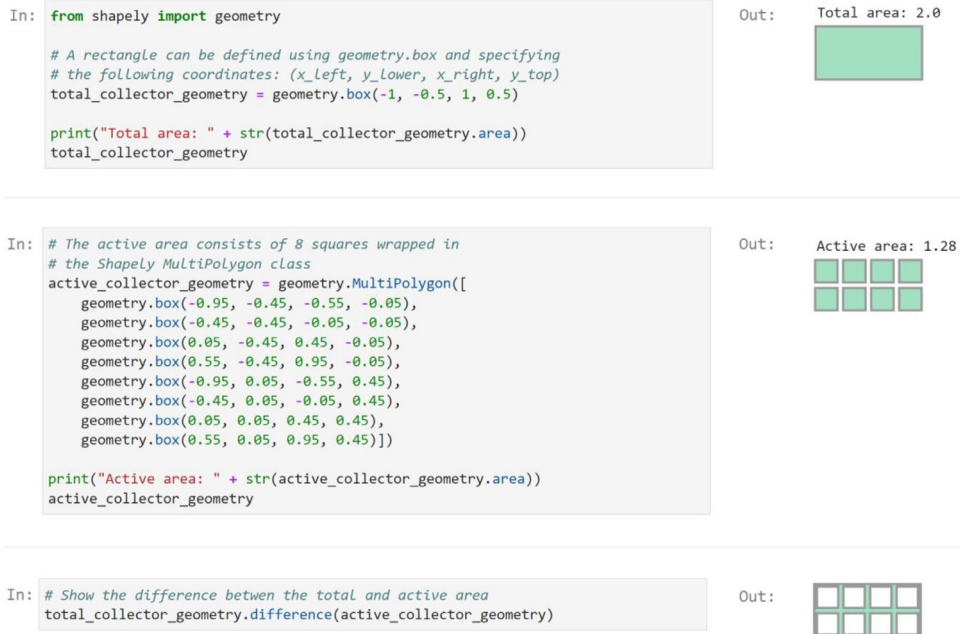 In: from shapely import geometry
# A rectangle can be defined using geometry.box and specifying
# the following coordinates: (x_left, y_lower, x_right, y_top)
total_collector_geometry = geometry.box(-1, -0.5, 1, 0.5)
print("Total area: " + str(total_collector_geometry.area))
total_collector_geometry
Out: Total area: 2.0
In: # The active area consists of 8 squares wrapped in
# the Shapely MultiPolygon class
active_collector_geometry = geometry.MultiPolygon([
geometry.box(-0.95, -0.45, -0.55, -0.05),
geometry.box(-0.45, -0.45, -0.05, -0.05),
geometry.box(0.05, -0.45, 0.45, -0.05),
geometry.box(0.55, -0.45, 0.95, -0.05),
geometry.box(-0.95, 0.05, -0.55, 0.45),
geometry.box(-0.45, 0.05, -0.05, 0.45),
geometry.box(0.05, 0.05, 0.45, 0.45),
geometry.box(0.55, 0.05, 0.95, 0.45)])
print("Active area: " + str(active_collector_geometry.area))
active_collector_geometry
Out: Active area: 1.28
In: # Show the difference betwen the total and active area
total_collector_geometry.difference(active_collector_geometry)
Out: